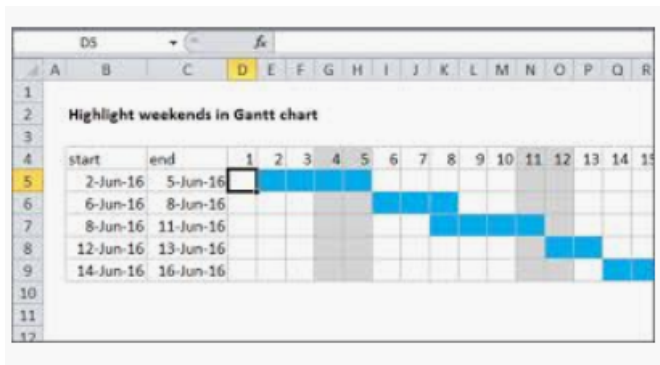 D5 fx
A B C D E F G H I J K L M N O P Q R
1
2 Highlight weekends in Gantt chart
3
4 start end 1 2 3 4 5 6 7 8 9 10 11 12 13 14 15
5 2-Jun-16 5-Jun-16
6 6-Jun-16 8-Jun-16
7 8-Jun-16 11-Jun-16
8 12-Jun-16 13-Jun-16
9 14-Jun-16 16-Jun-16
10
11
12